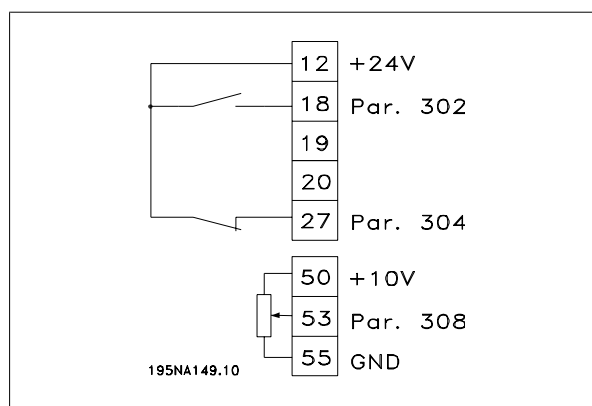 12 +24V
18 Par. 302
19
20
27 Par. 304
50 +10V
53 Par. 308
55 GND
195NA149.10